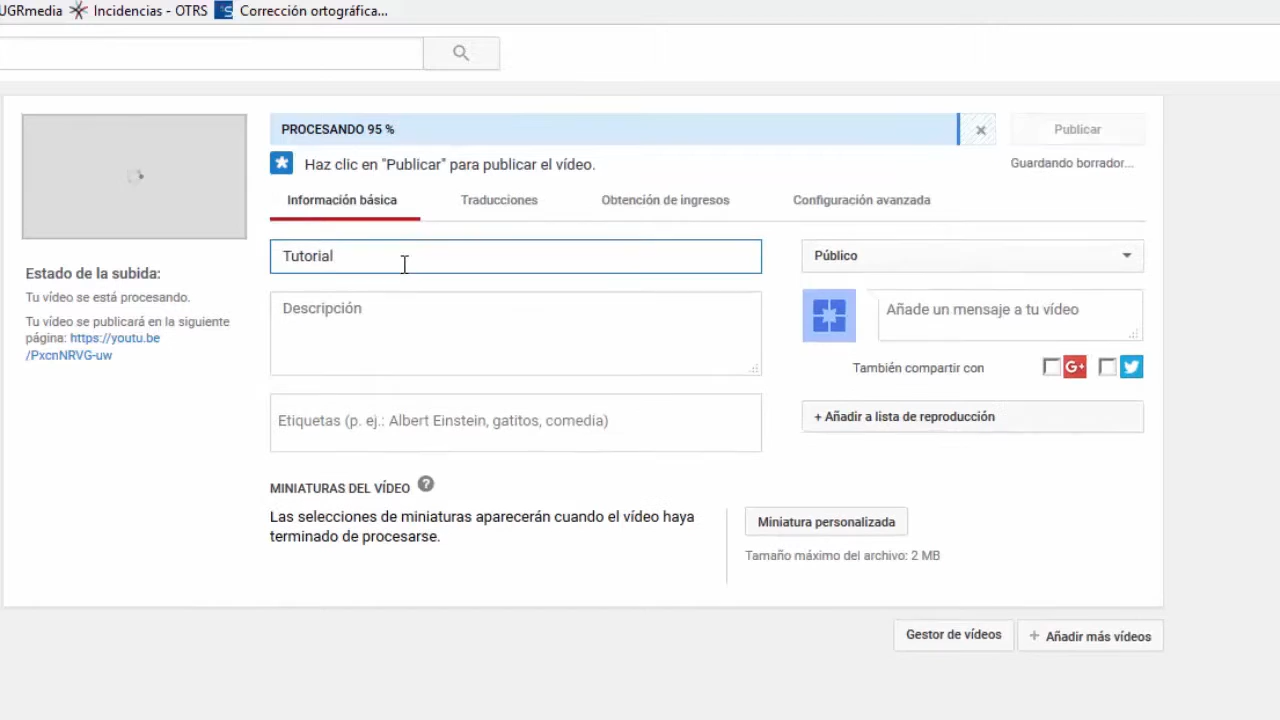 UGRmedia Incidencias - OTRS Corrección ortográfica...
PROCESANDO 95 %
Publicar
Haz clic en "Publicar" para publicar el vídeo.
Guardando borrador...
Información básica Traducciones Obtención de ingresos Configuración avanzada
Tutorial
Público
Estado de la subida:
Tu vídeo se está procesando.
Tu vídeo se publicará en la siguiente
página: https://youtu.be
/PxcnNRVG-uw
Descripción
Añade un mensaje a tu vídeo
También compartir con
G+
Etiquetas (p. ej.: Albert Einstein, gatitos, comedia)
+ Añadir a lista de reproducción
MINIATURAS DEL VÍDEO ?
Las selecciones de miniaturas aparecerán cuando el vídeo haya
terminado de procesarse.
Miniatura personalizada
Tamaño máximo del archivo: 2 MB
Gestor de vídeos + Añadir más vídeos